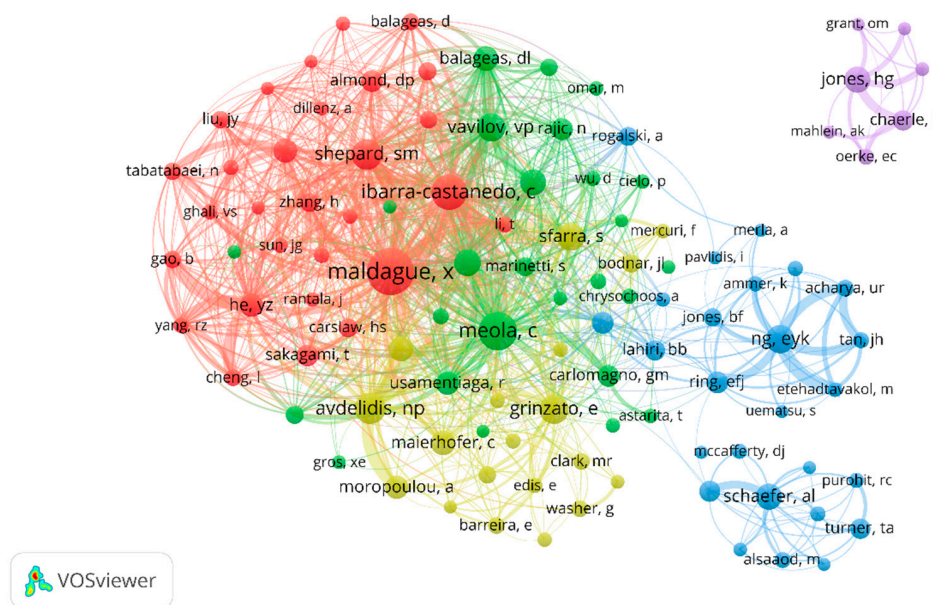 balageas, d
grant, om
balageas, dl
almond, dp
jones, hg
omar, m
dillenz, a
liu, jy
vavilov, vp
rajic, n
rogalski, a
chaerle,
mahlein, ak
shepard, sm
oerke, ec
tabatabaei, n
wu, d
cielo, p
ibarra-castanedo, c
zhang, h
ghali, vs
li, t
mercuri, f
merla, a
sfarra, s
sun, jg
pavlidis, i
gao, b
maldague, x
marinetti, s
bodnar, jl
ammer, k
acharya, ur
rantala, j
chrysochoos, a
he, yz
jones, bf
yang, rz
carslaw, hs
meola, c
ng, eyk
tan, jh
lahiri, bb
sakagami, t
cheng, l
usamentiaga, r
carlomagno, gm
ring, efj
etehadtavakol, m
avdelidis, np
grinzato, e
astarita, t
uematsu, s
maierhofer, c
mccafferty, dj
gros, xe
clark, mr
moropoulou, a
edis, e
purohit, rc
schaefer, al
washer, g
barreira, e
turner, ta
alsaaod, m
VOSviewer